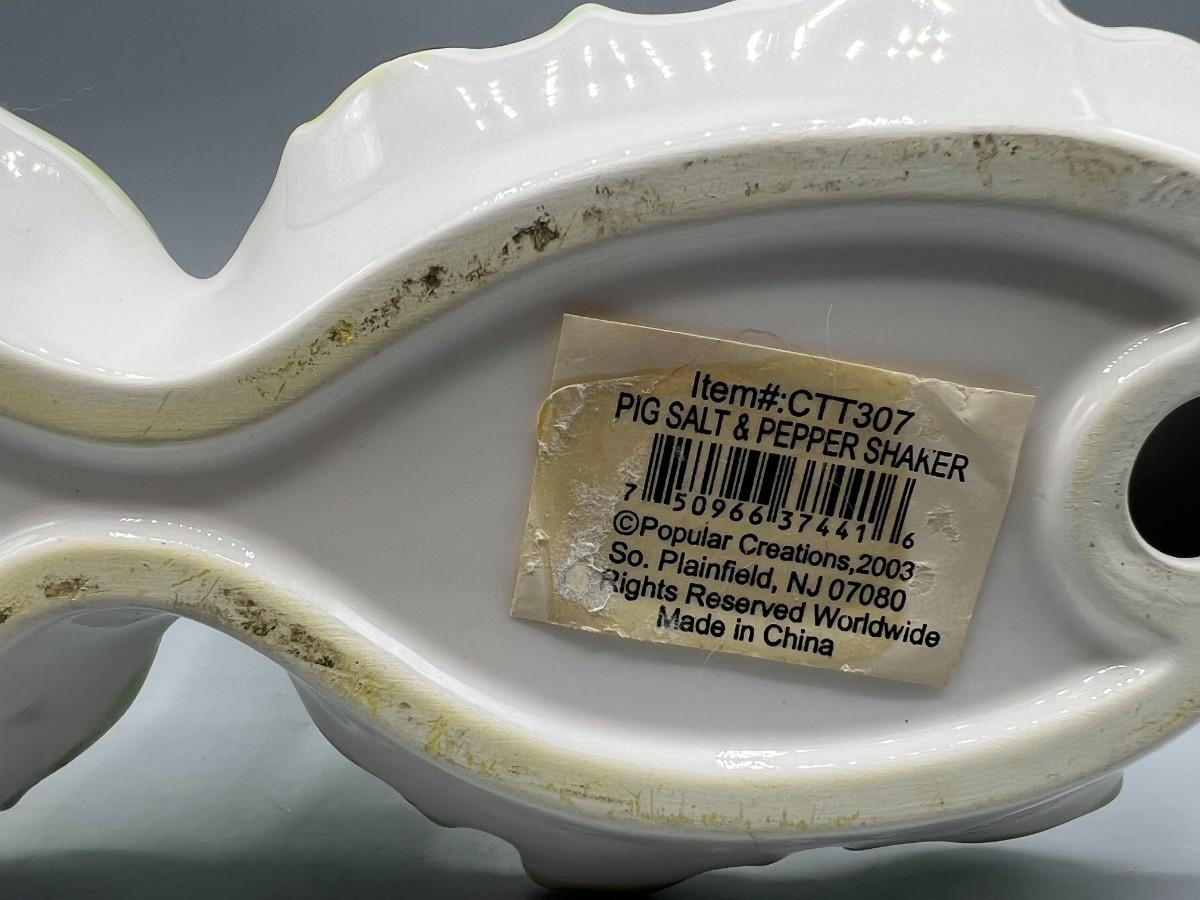 Item#:CTT307
PIG SALT & PEPPER SHAKER
7 50966 37441 6
©Popular Creations,2003
So. Plainfield, NJ 07080
Rights Reserved Worldwide
Made in China